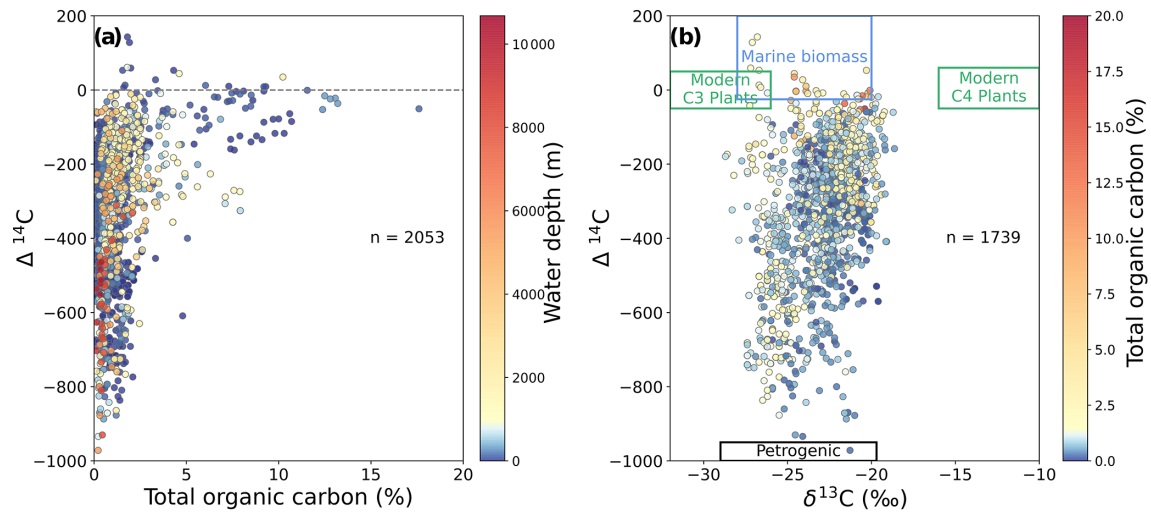 (a)
200
0
−200
−400
−600
−800
−1000
Δ ¹⁴C
0
5
10
15
20
Total organic carbon (%)
n = 2053
10000
8000
6000
4000
2000
0
Water depth (m)
(b)
200
0
−200
−400
−600
−800
−1000
Δ ¹⁴C
Marine biomass
Modern
C3 Plants
Modern
C4 Plants
n = 1739
Petrogenic
−30
−25
−20
−15
−10
δ¹³C (‰)
20.0
17.5
15.0
12.5
10.0
7.5
5.0
2.5
0.0
Total organic carbon (%)